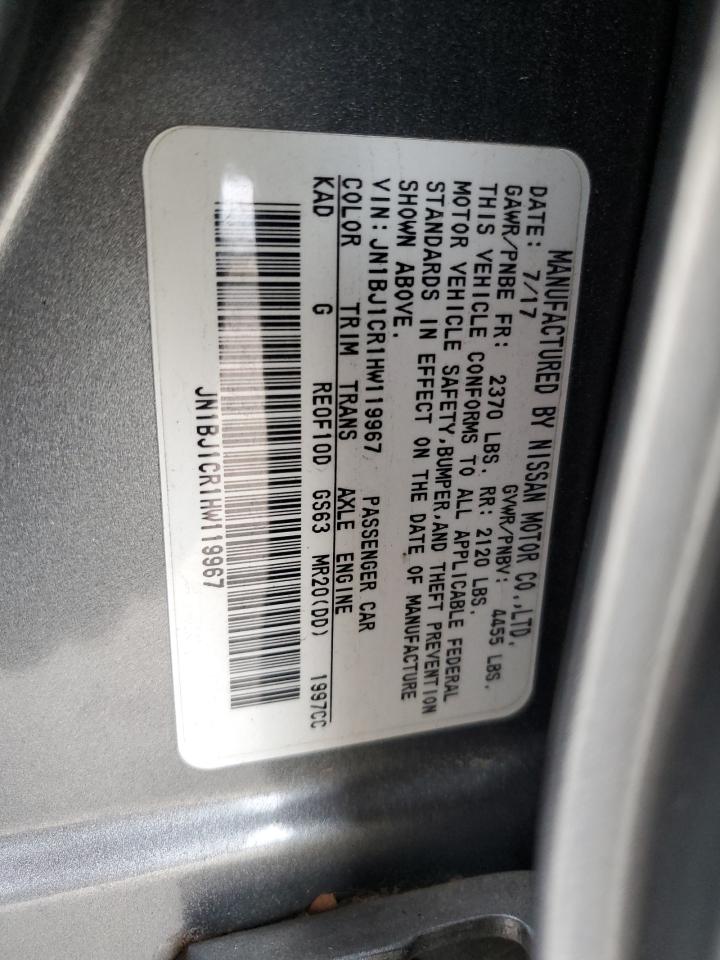 MANUFACTURED BY NISSAN MOTOR CO.,LTD.
DATE: 7/17 GVWR/PNBV: 4455 LBS.
GAWR/PNBE FR: 2370 LBS. RR: 2120 LBS.
THIS VEHICLE CONFORMS TO ALL APPLICABLE FEDERAL
MOTOR VEHICLE SAFETY,BUMPER,AND THEFT PREVENTION
STANDARDS IN EFFECT ON THE DATE OF MANUFACTURE
SHOWN ABOVE.
VIN: JN1BJ1CR1HW119967 PASSENGER CAR
COLOR TRIM TRANS AXLE ENGINE
KAD G RE0F10D GS63 MR20(DD) 1997CC
JN1BJ1CR1HW119967